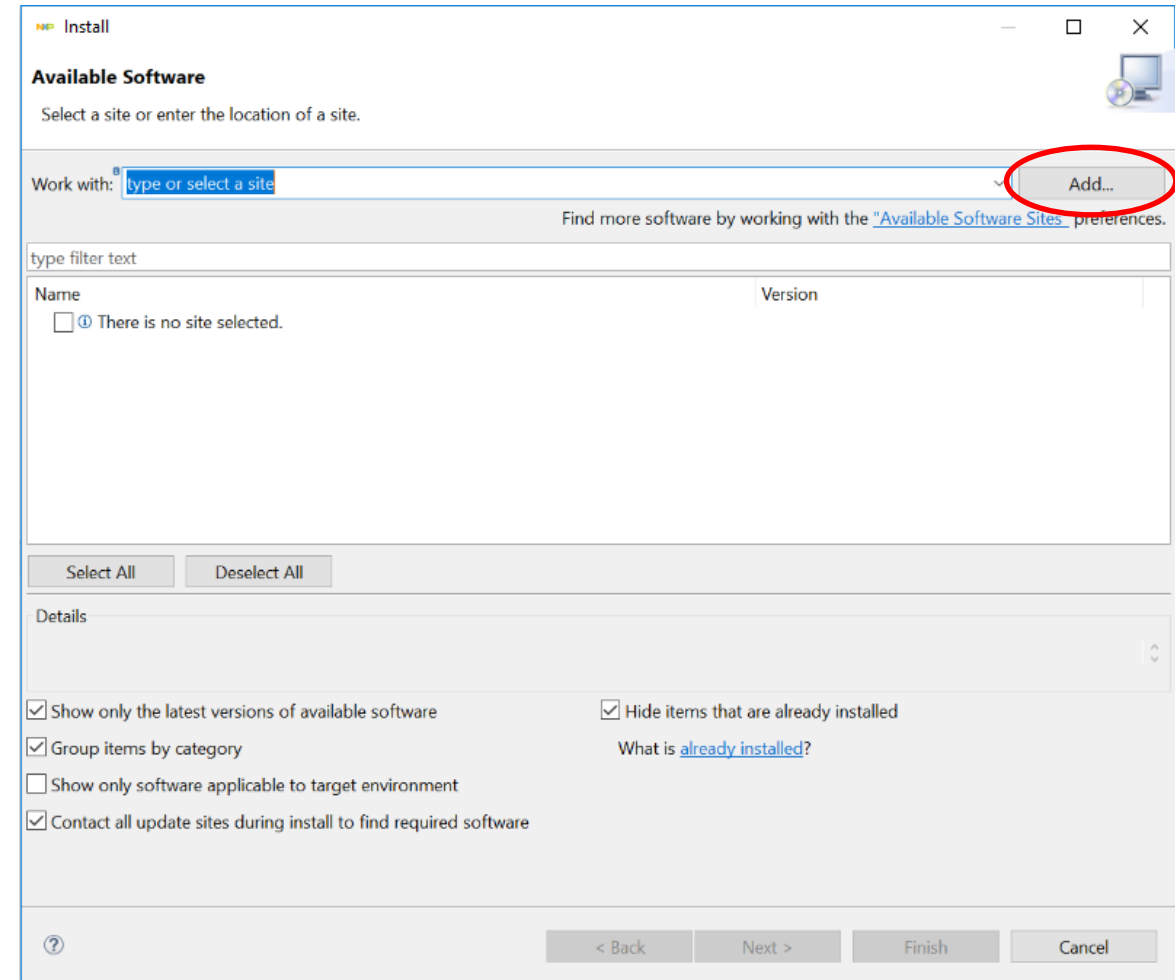 NXP Install
Available Software
Select a site or enter the location of a site.
Work with: type or select a site Add...
Find more software by working with the "Available Software Sites" preferences.
type filter text
Name Version
There is no site selected.
Select All Deselect All
Details
Show only the latest versions of available software Hide items that are already installed
Group items by category What is already installed?
Show only software applicable to target environment
Contact all update sites during install to find required software
< Back Next > Finish Cancel